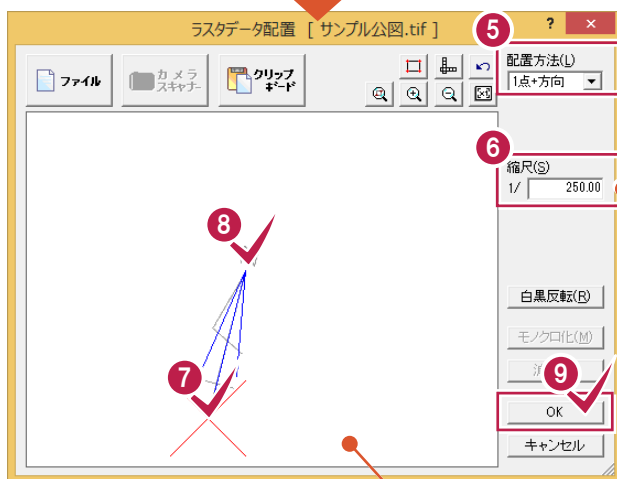 ラスタデータ配置 [ サンプル公図.tif ]
?
×
5
ファイル
カメラ
スキャナ-
クリップ
ボード
配置方法(L)
1点+方向
6
縮尺(S)
1/ 250.00
8
7
白黒反転(R)
モノクロ化(M)
9
OK
キャンセル